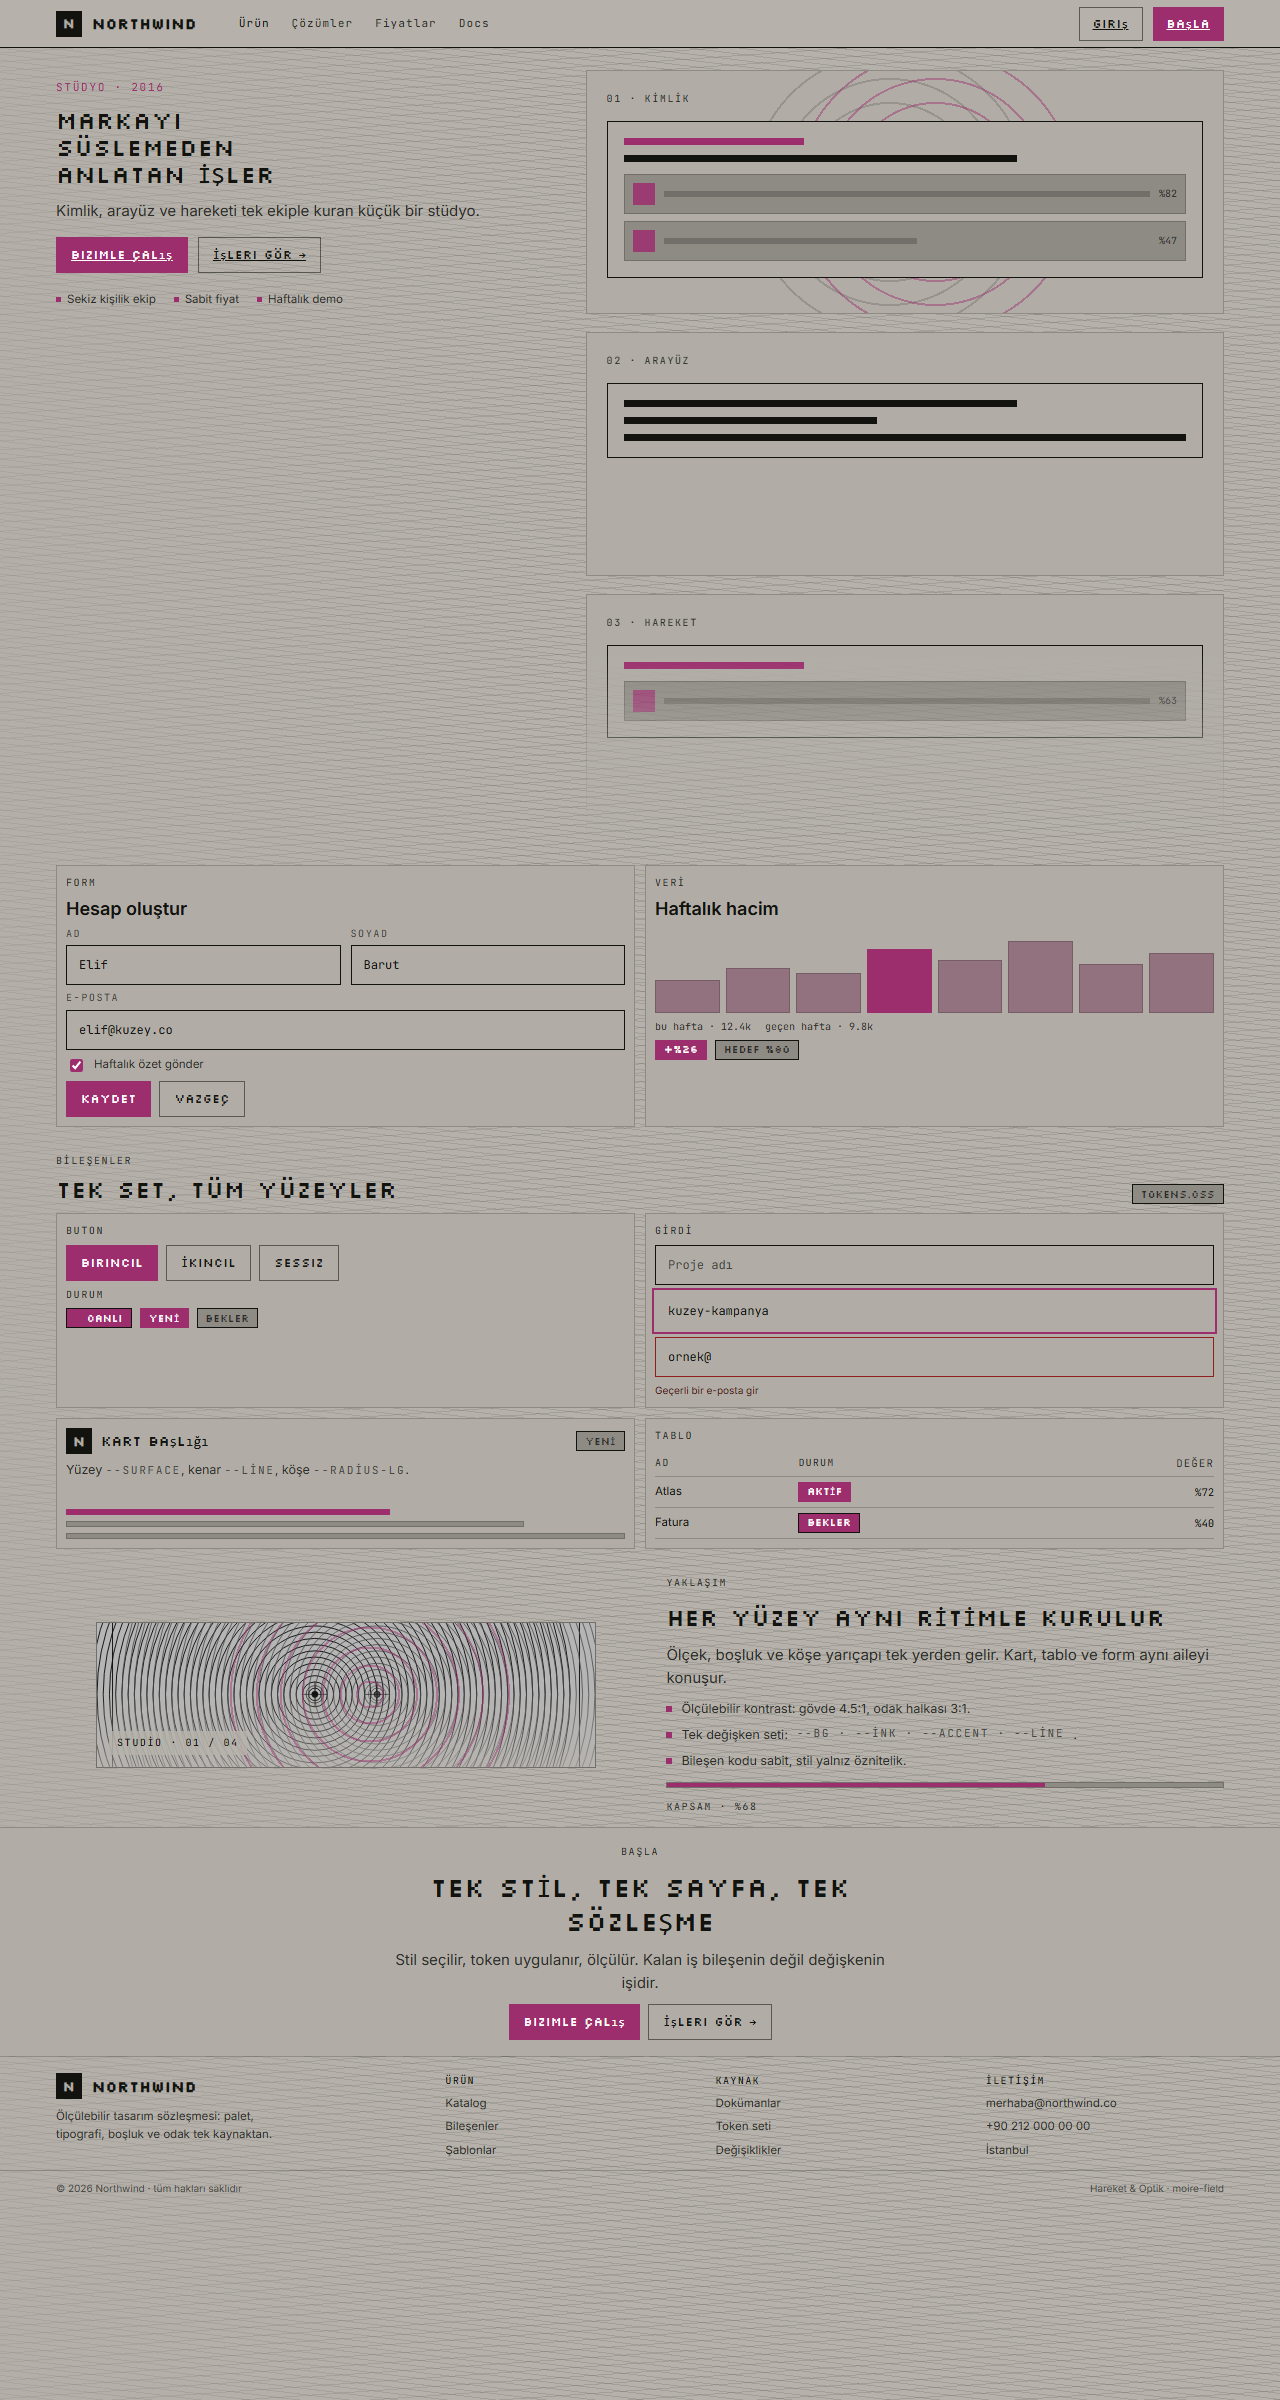 N NORTHWIND Ürün Çözümler Fiyatlar Docs GIRIŞ BAŞLA
STÜDYO · 2016
MARKAYI
SÜSLEMEDEN
ANLATAN İŞLER
Kimlik, arayüz ve hareketi tek ekiple kuran küçük bir stüdyo.
BIZIMLE ÇALIŞ İŞLERI GÖR →
Sekiz kişilik ekip Sabit fiyat Haftalık demo
01 · KİMLİK
%82
%47
02 · ARAYÜZ
03 · HAREKET
%63
FORM
Hesap oluştur
AD SOYAD
Elif Barut
E-POSTA
elif@kuzey.co
Haftalık özet gönder
KAYDET VAZGEÇ
VERİ
Haftalık hacim
bu hafta · 12.4k geçen hafta · 9.8k
+%26 HEDEF %80
BİLEŞENLER
TEK SET, TÜM YÜZEYLER
TOKENS.CSS
BUTON
BIRINCIL İKINCIL SESSIZ
DURUM
CANLI YENİ BEKLER
GİRDİ
Proje adı
kuzey-kampanya
ornek@
Geçerli bir e-posta gir
N KART BAŞLIĞI YENİ
Yüzey --SURFACE, kenar --LİNE, köşe --RADİUS-LG.
TABLO
AD DURUM DEĞER
Atlas AKTİF %72
Fatura BEKLER %40
STUDİO · 01 / 04
YAKLAŞIM
HER YÜZEY AYNI RİTİMLE KURULUR
Ölçek, boşluk ve köşe yarıçapı tek yerden gelir. Kart, tablo ve form aynı aileyi
konuşur.
Ölçülebilir kontrast: gövde 4.5:1, odak halkası 3:1.
Tek değişken seti: --BG · --İNK · --ACCENT · --LİNE .
Bileşen kodu sabit, stil yalnız öznitelik.
KAPSAM · %68
BAŞLA
TEK STİL, TEK SAYFA, TEK
SÖZLEŞME
Stil seçilir, token uygulanır, ölçülür. Kalan iş bileşenin değil değişkenin
işidir.
BIZIMLE ÇALIŞ İŞLERI GÖR →
N NORTHWIND
Ölçülebilir tasarım sözleşmesi: palet,
tipografi, boşluk ve odak tek kaynaktan.
ÜRÜN
Katalog
Bileşenler
Şablonlar
KAYNAK
Dokümanlar
Token seti
Değişiklikler
İLETİŞİM
merhaba@northwind.co
+90 212 000 00 00
İstanbul
© 2026 Northwind · tüm hakları saklıdır
Hareket & Optik · moire-field